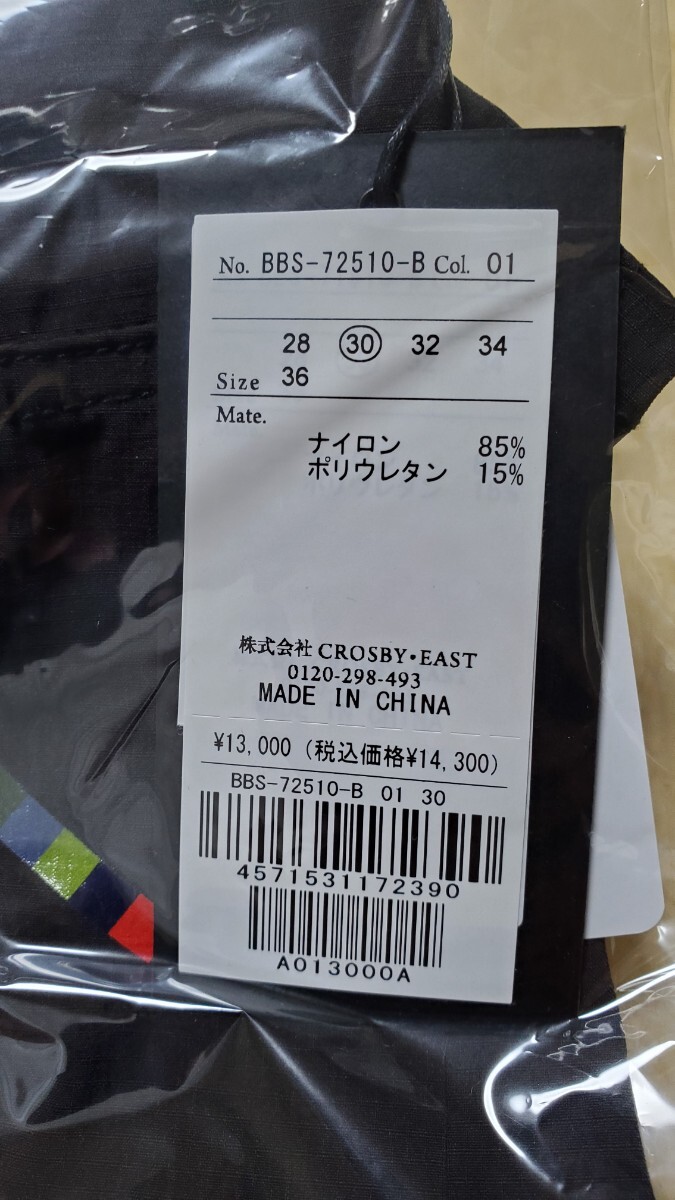 No. BBS-72510-B Col. 01
28 30 32 34
Size 36
Mate.
ナイロン 85%
ポリウレタン 15%
株式会社 CROSBY・EAST
0120-298-493
MADE IN CHINA
¥13,000 (税込価格¥14,300)
BBS-72510-B 01 30
4571531172390
A013000A